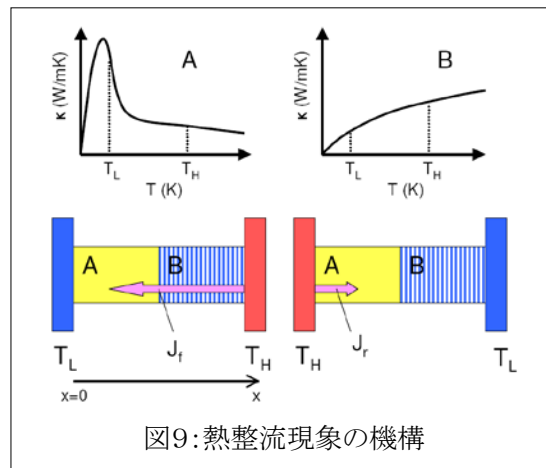 κ (W/mK)
A
T_L
T_H
T (K)
κ (W/mK)
B
T_L
T_H
T (K)
A
B
J_f
T_L
T_H
x=0
x
A
B
J_r
T_H
T_L
図9:熱整流現象の機構